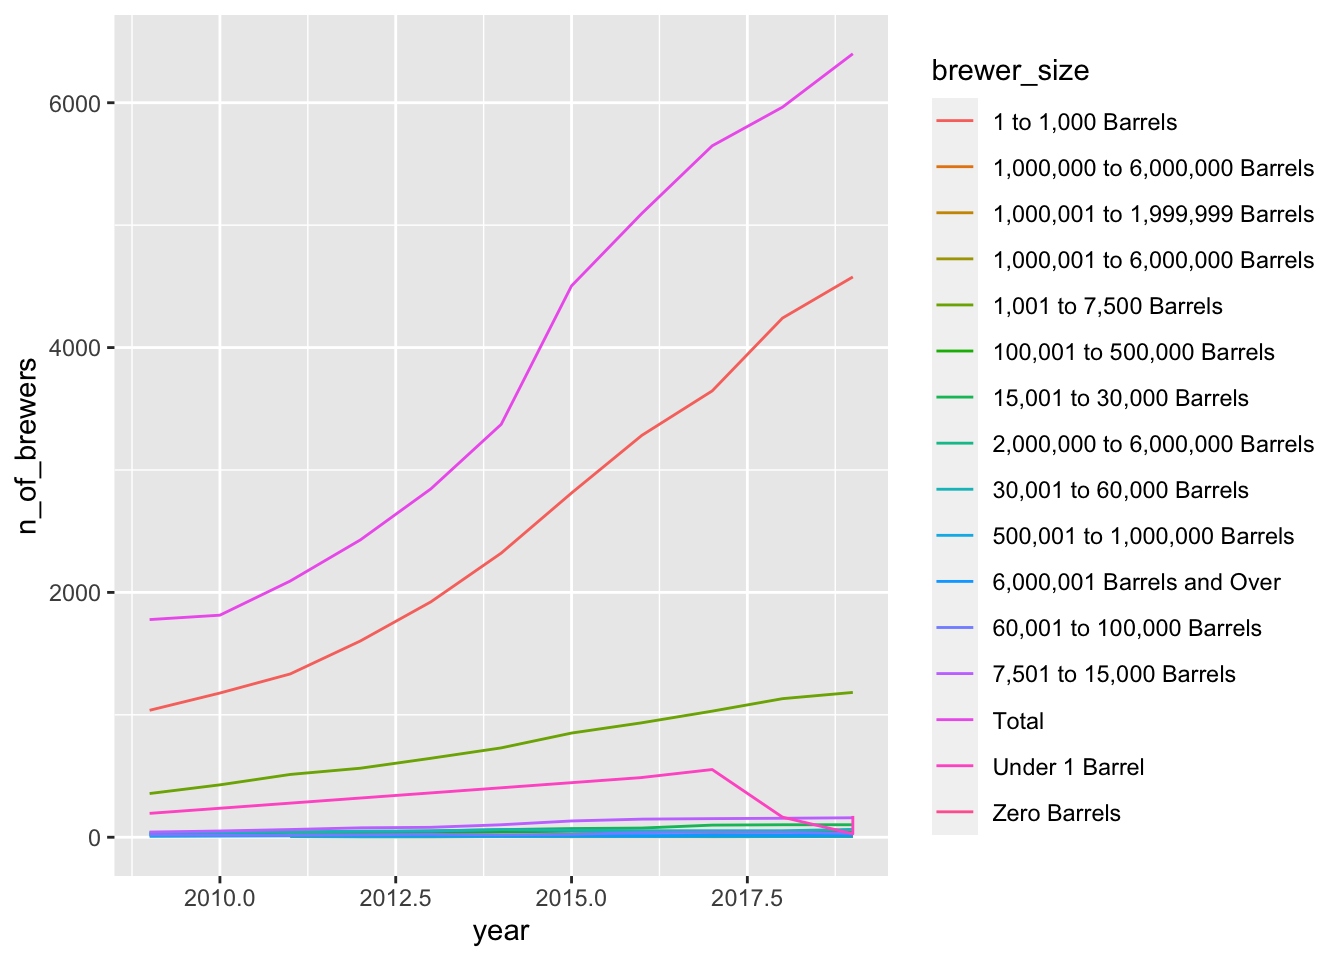 6000
4000
2000
0
n_of_brewers
2010.0
2012.5
2015.0
2017.5
year
brewer_size
1 to 1,000 Barrels
1,000,000 to 6,000,000 Barrels
1,000,001 to 1,999,999 Barrels
1,000,001 to 6,000,000 Barrels
1,001 to 7,500 Barrels
100,001 to 500,000 Barrels
15,001 to 30,000 Barrels
2,000,000 to 6,000,000 Barrels
30,001 to 60,000 Barrels
500,001 to 1,000,000 Barrels
6,000,001 Barrels and Over
60,001 to 100,000 Barrels
7,501 to 15,000 Barrels
Total
Under 1 Barrel
Zero Barrels